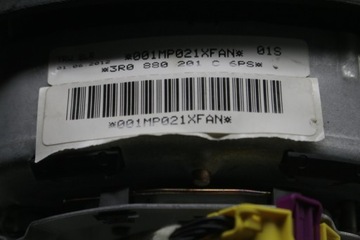 *001MP021XFAN* 01S
*3R0 880 201 C 6PS*
*001MP021XFAN*